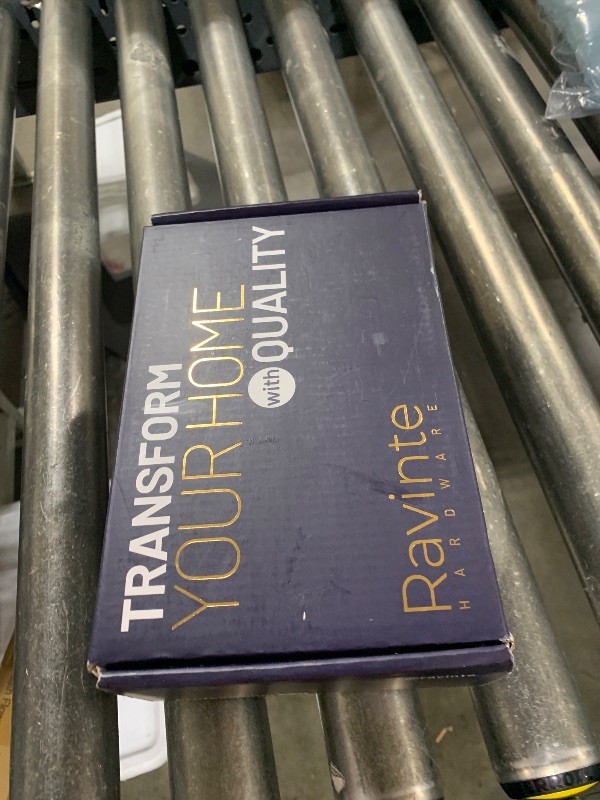 TRANSFORM
YOUR HOME
with QUALITY
Ravinte
HARDWARE